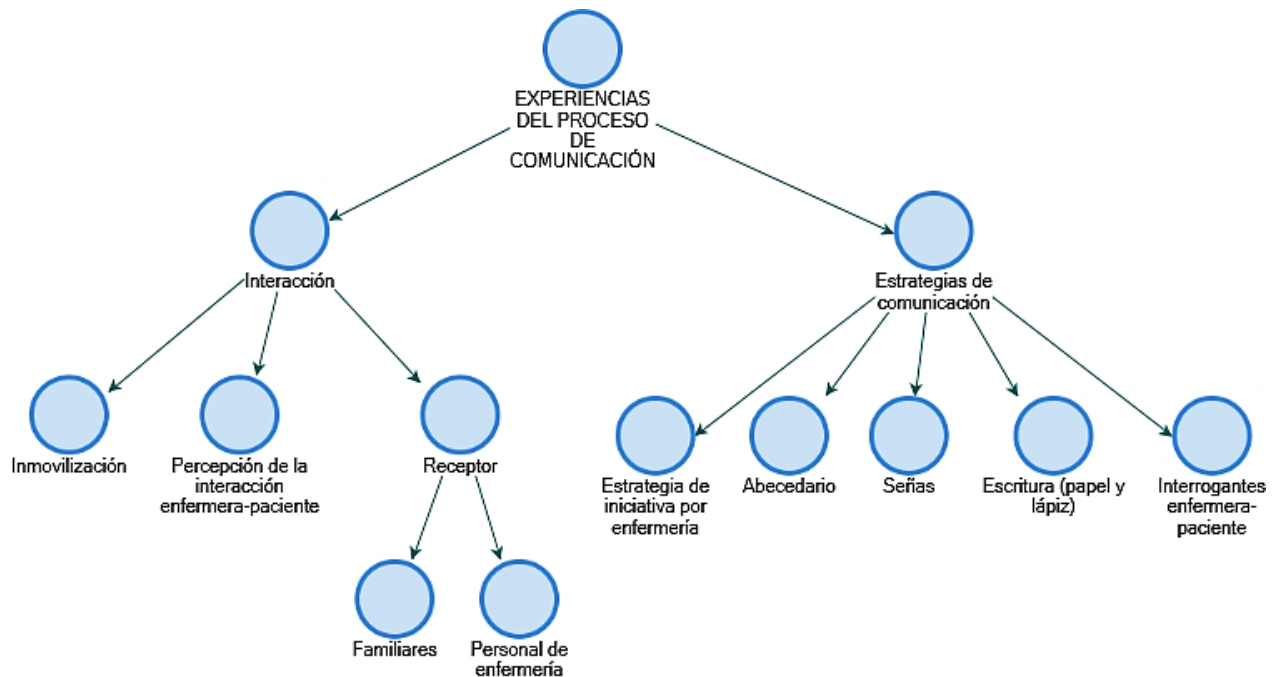 EXPERIENCIAS
DEL PROCESO
DE
COMUNICACIÓN
Interacción
Estrategias de
comunicación
Inmovilización
Percepción de la
interacción
enfermera-paciente
Receptor
Estrategia de
iniciativa por
enfermería
Abecedario
Señas
Escritura (papel y
lápiz)
Interrogantes
enfermera-
paciente
Familiares
Personal de
enfermería